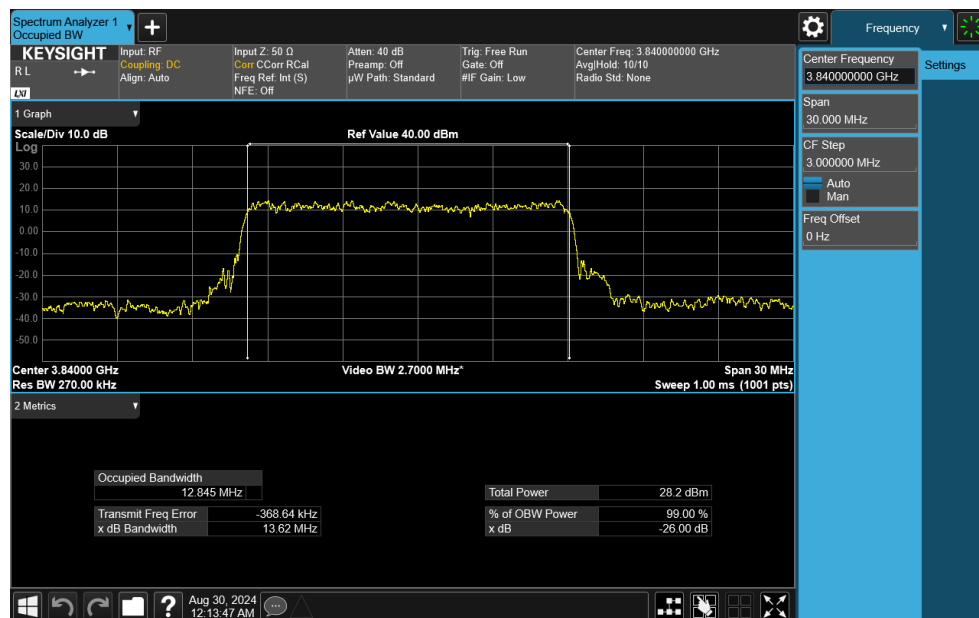 Spectrum Analyzer 1
Occupied BW
Frequency
KEYSIGHT
R L
LXI
Input: RF
Coupling: DC
Align: Auto
Input Z: 50 Ω
Corr CCorr RCal
Freq Ref: Int (S)
NFE: Off
Atten: 40 dB
Preamp: Off
µW Path: Standard
Trig: Free Run
Gate: Off
#IF Gain: Low
Center Freq: 3.840000000 GHz
Avg|Hold: 10/10
Radio Std: None
Center Frequency
3.840000000 GHz
Settings
Span
30.000 MHz
CF Step
3.000000 MHz
Auto
Man
Freq Offset
0 Hz
1 Graph
Scale/Div 10.0 dB
Ref Value 40.00 dBm
Log
30.0
20.0
10.0
0.00
-10.0
-20.0
-30.0
-40.0
-50.0
Center 3.84000 GHz
Video BW 2.7000 MHz*
Span 30 MHz
Res BW 270.00 kHz
Sweep 1.00 ms (1001 pts)
2 Metrics
Occupied Bandwidth
12.845 MHz
Total Power 28.2 dBm
Transmit Freq Error -368.64 kHz
% of OBW Power 99.00 %
x dB Bandwidth 13.62 MHz
x dB -26.00 dB
Aug 30, 2024
12:13:47 AM